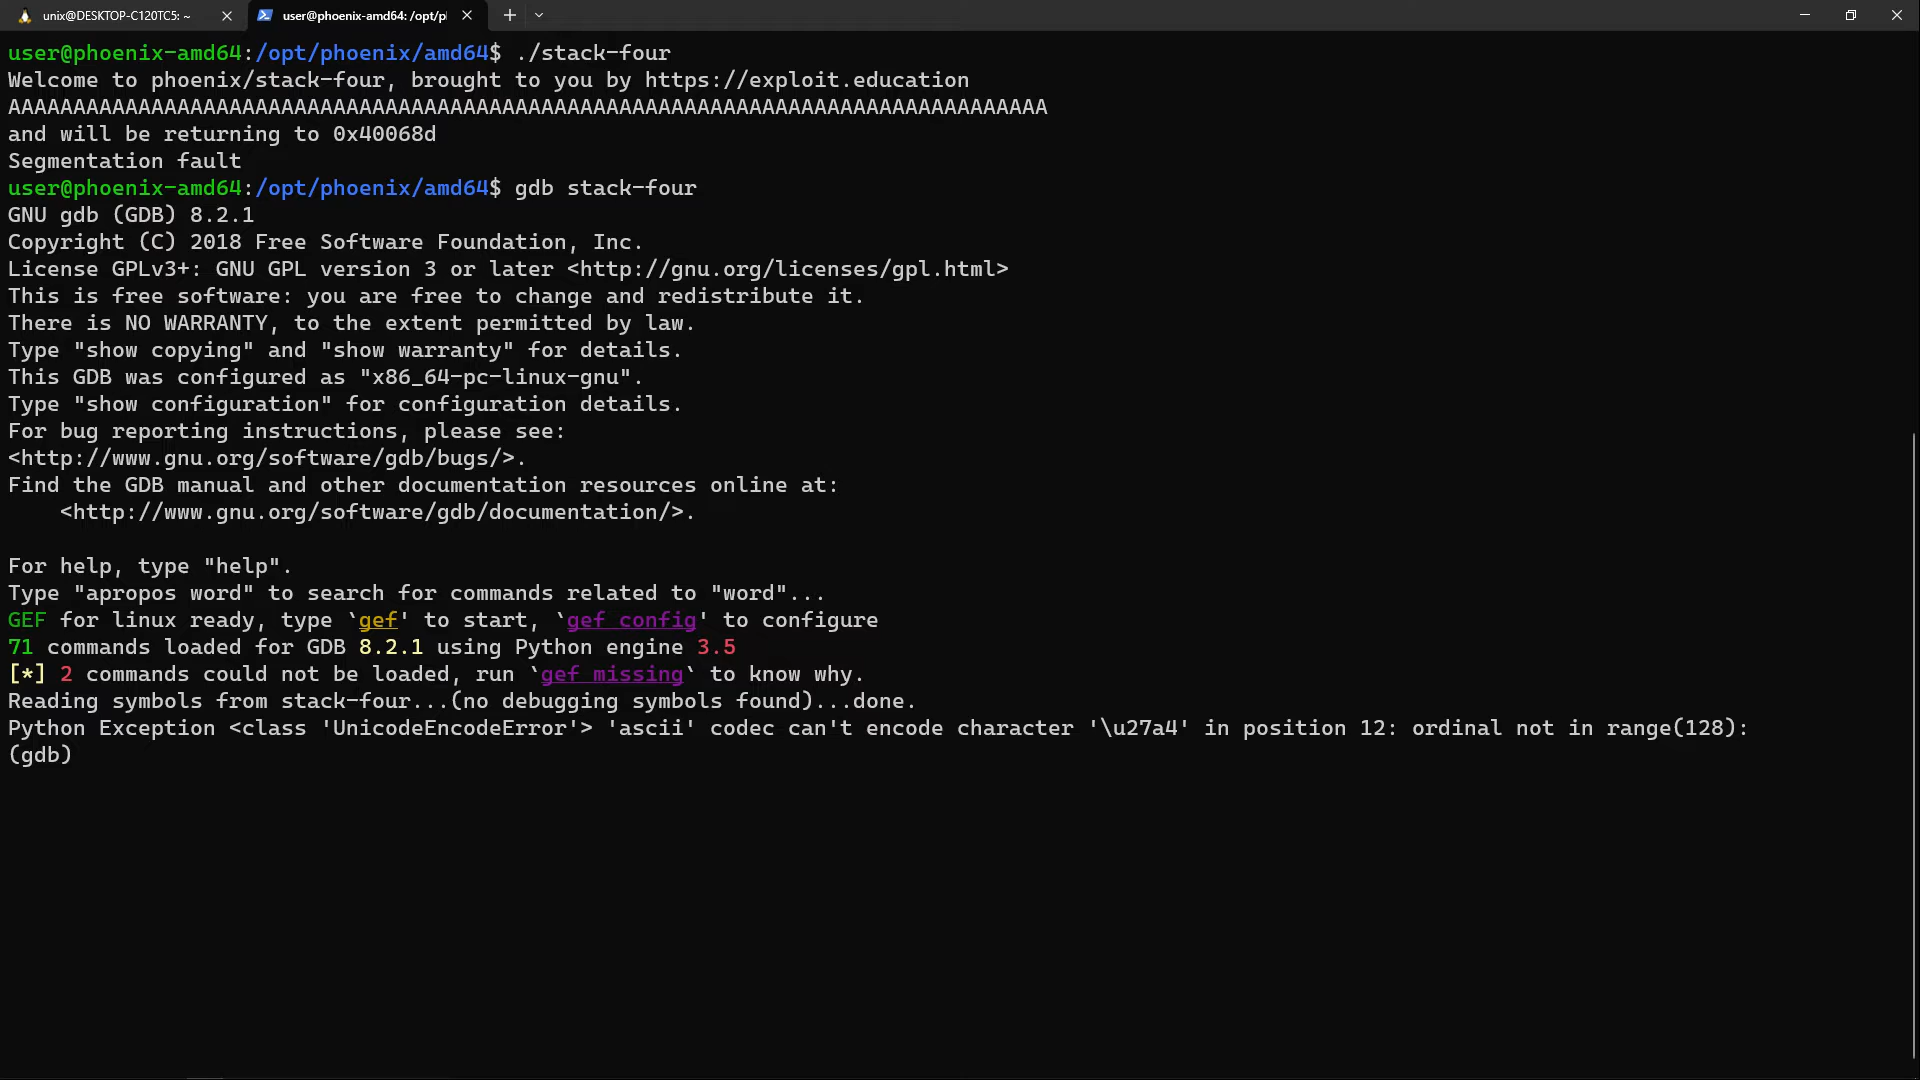 unix@DESKTOP-C120TC5: ~
user@phoenix-amd64: /opt/pl
user@phoenix-amd64:/opt/phoenix/amd64$ ./stack-four
Welcome to phoenix/stack-four, brought to you by https://exploit.education
AAAAAAAAAAAAAAAAAAAAAAAAAAAAAAAAAAAAAAAAAAAAAAAAAAAAAAAAAAAAAAAAAAAAAAAAAAAAAAAA
and will be returning to 0x40068d
Segmentation fault
user@phoenix-amd64:/opt/phoenix/amd64$ gdb stack-four
GNU gdb (GDB) 8.2.1
Copyright (C) 2018 Free Software Foundation, Inc.
License GPLv3+: GNU GPL version 3 or later <http://gnu.org/licenses/gpl.html>
This is free software: you are free to change and redistribute it.
There is NO WARRANTY, to the extent permitted by law.
Type "show copying" and "show warranty" for details.
This GDB was configured as "x86_64-pc-linux-gnu".
Type "show configuration" for configuration details.
For bug reporting instructions, please see:
<http://www.gnu.org/software/gdb/bugs/>.
Find the GDB manual and other documentation resources online at:
    <http://www.gnu.org/software/gdb/documentation/>.
For help, type "help".
Type "apropos word" to search for commands related to "word"...
GEF for linux ready, type `gef' to start, `gef config' to configure
71 commands loaded for GDB 8.2.1 using Python engine 3.5
[*] 2 commands could not be loaded, run `gef missing` to know why.
Reading symbols from stack-four...(no debugging symbols found)...done.
Python Exception <class 'UnicodeEncodeError'> 'ascii' codec can't encode character '\u27a4' in position 12: ordinal not in range(128):
(gdb)